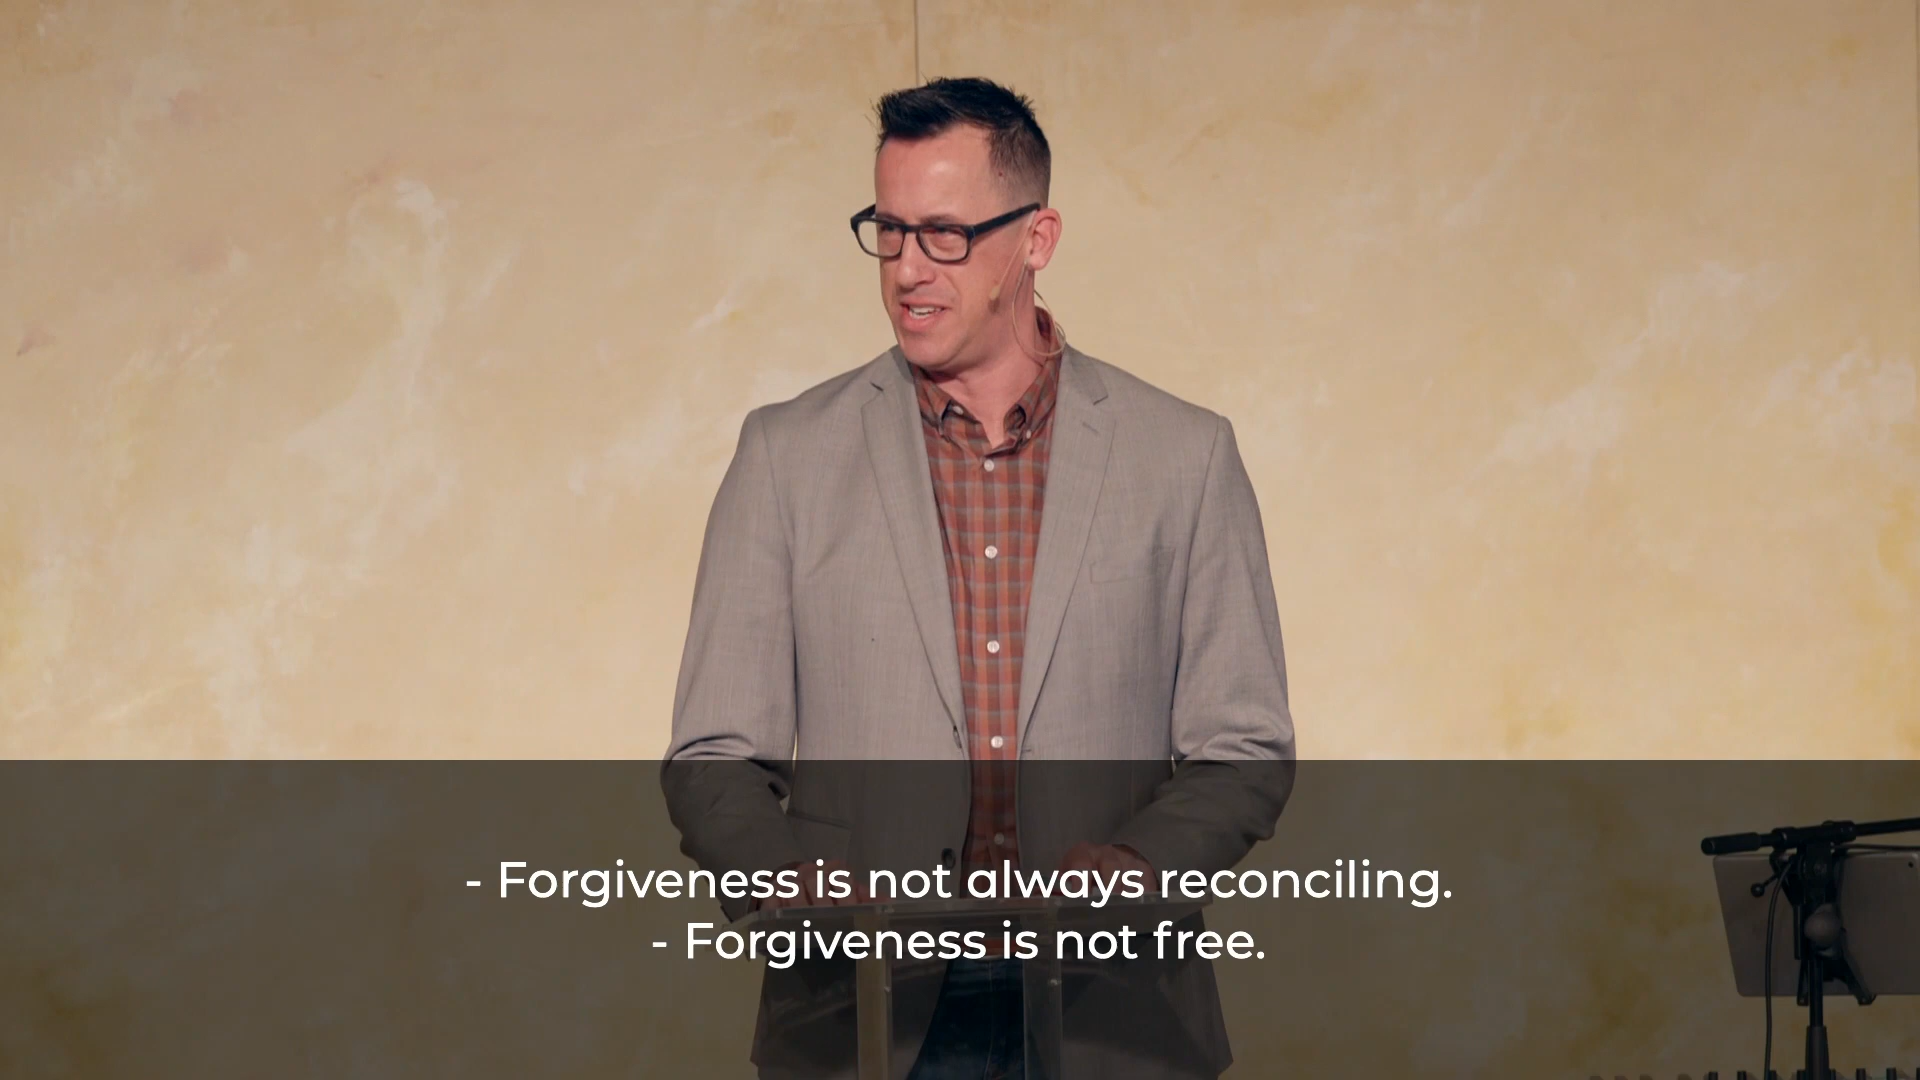 - Forgiveness is not always reconciling.
- Forgiveness is not free.